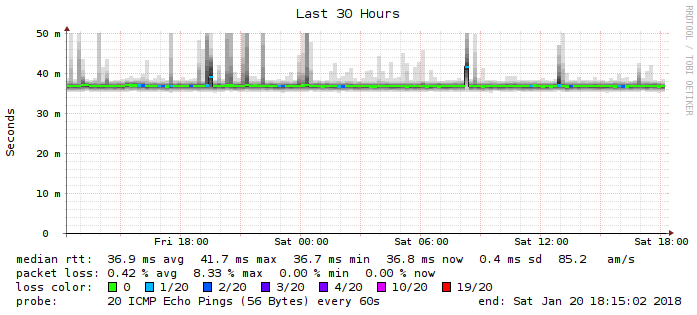 Last 30 Hours
RRDTOOL / TOBI OETIKER
Seconds
50 m
40 m
30 m
20 m
10 m
0
Fri 18:00 Sat 00:00 Sat 06:00 Sat 12:00 Sat 18:00
median rtt: 36.9 ms avg 41.7 ms max 36.7 ms min 36.8 ms now 0.4 ms sd 85.2 am/s
packet loss: 0.42 % avg 8.33 % max 0.00 % min 0.00 % now
loss color: 0 1/20 2/20 3/20 4/20 10/20 19/20
probe: 20 ICMP Echo Pings (56 Bytes) every 60s end: Sat Jan 20 18:15:02 2018